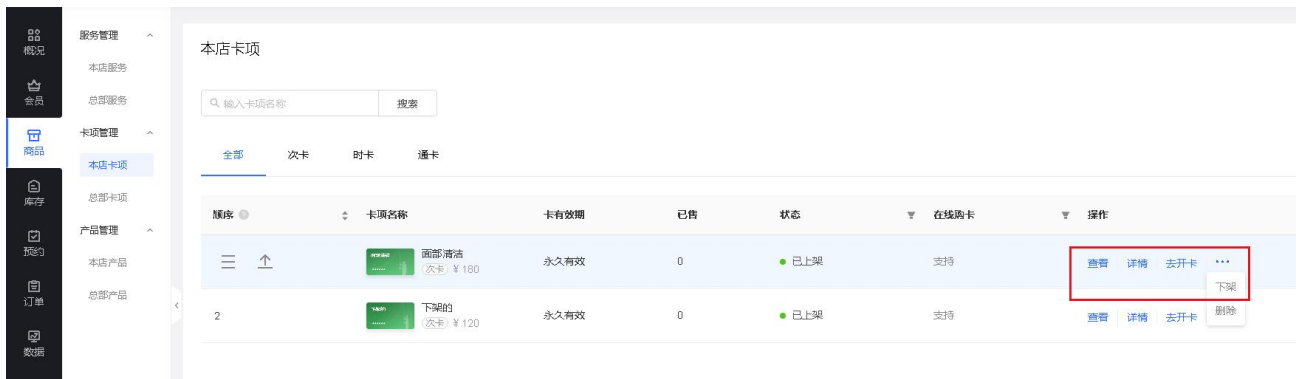 概况
会员
商品
库存
预约
订单
数据
服务管理
本店服务
总部服务
卡项管理
本店卡项
总部卡项
产品管理
本店产品
总部产品
本店卡项
输入卡项名称 搜索
全部 次卡 时卡 通卡
顺序 卡项名称 卡有效期 已售 状态 在线购卡 操作
面部清洁
次卡 ¥ 180 永久有效 0 已上架 支持 查看 详情 去开卡 ···
下架
删除
2 下架的
次卡 ¥ 120 永久有效 0 已上架 支持 查看 详情 去开卡